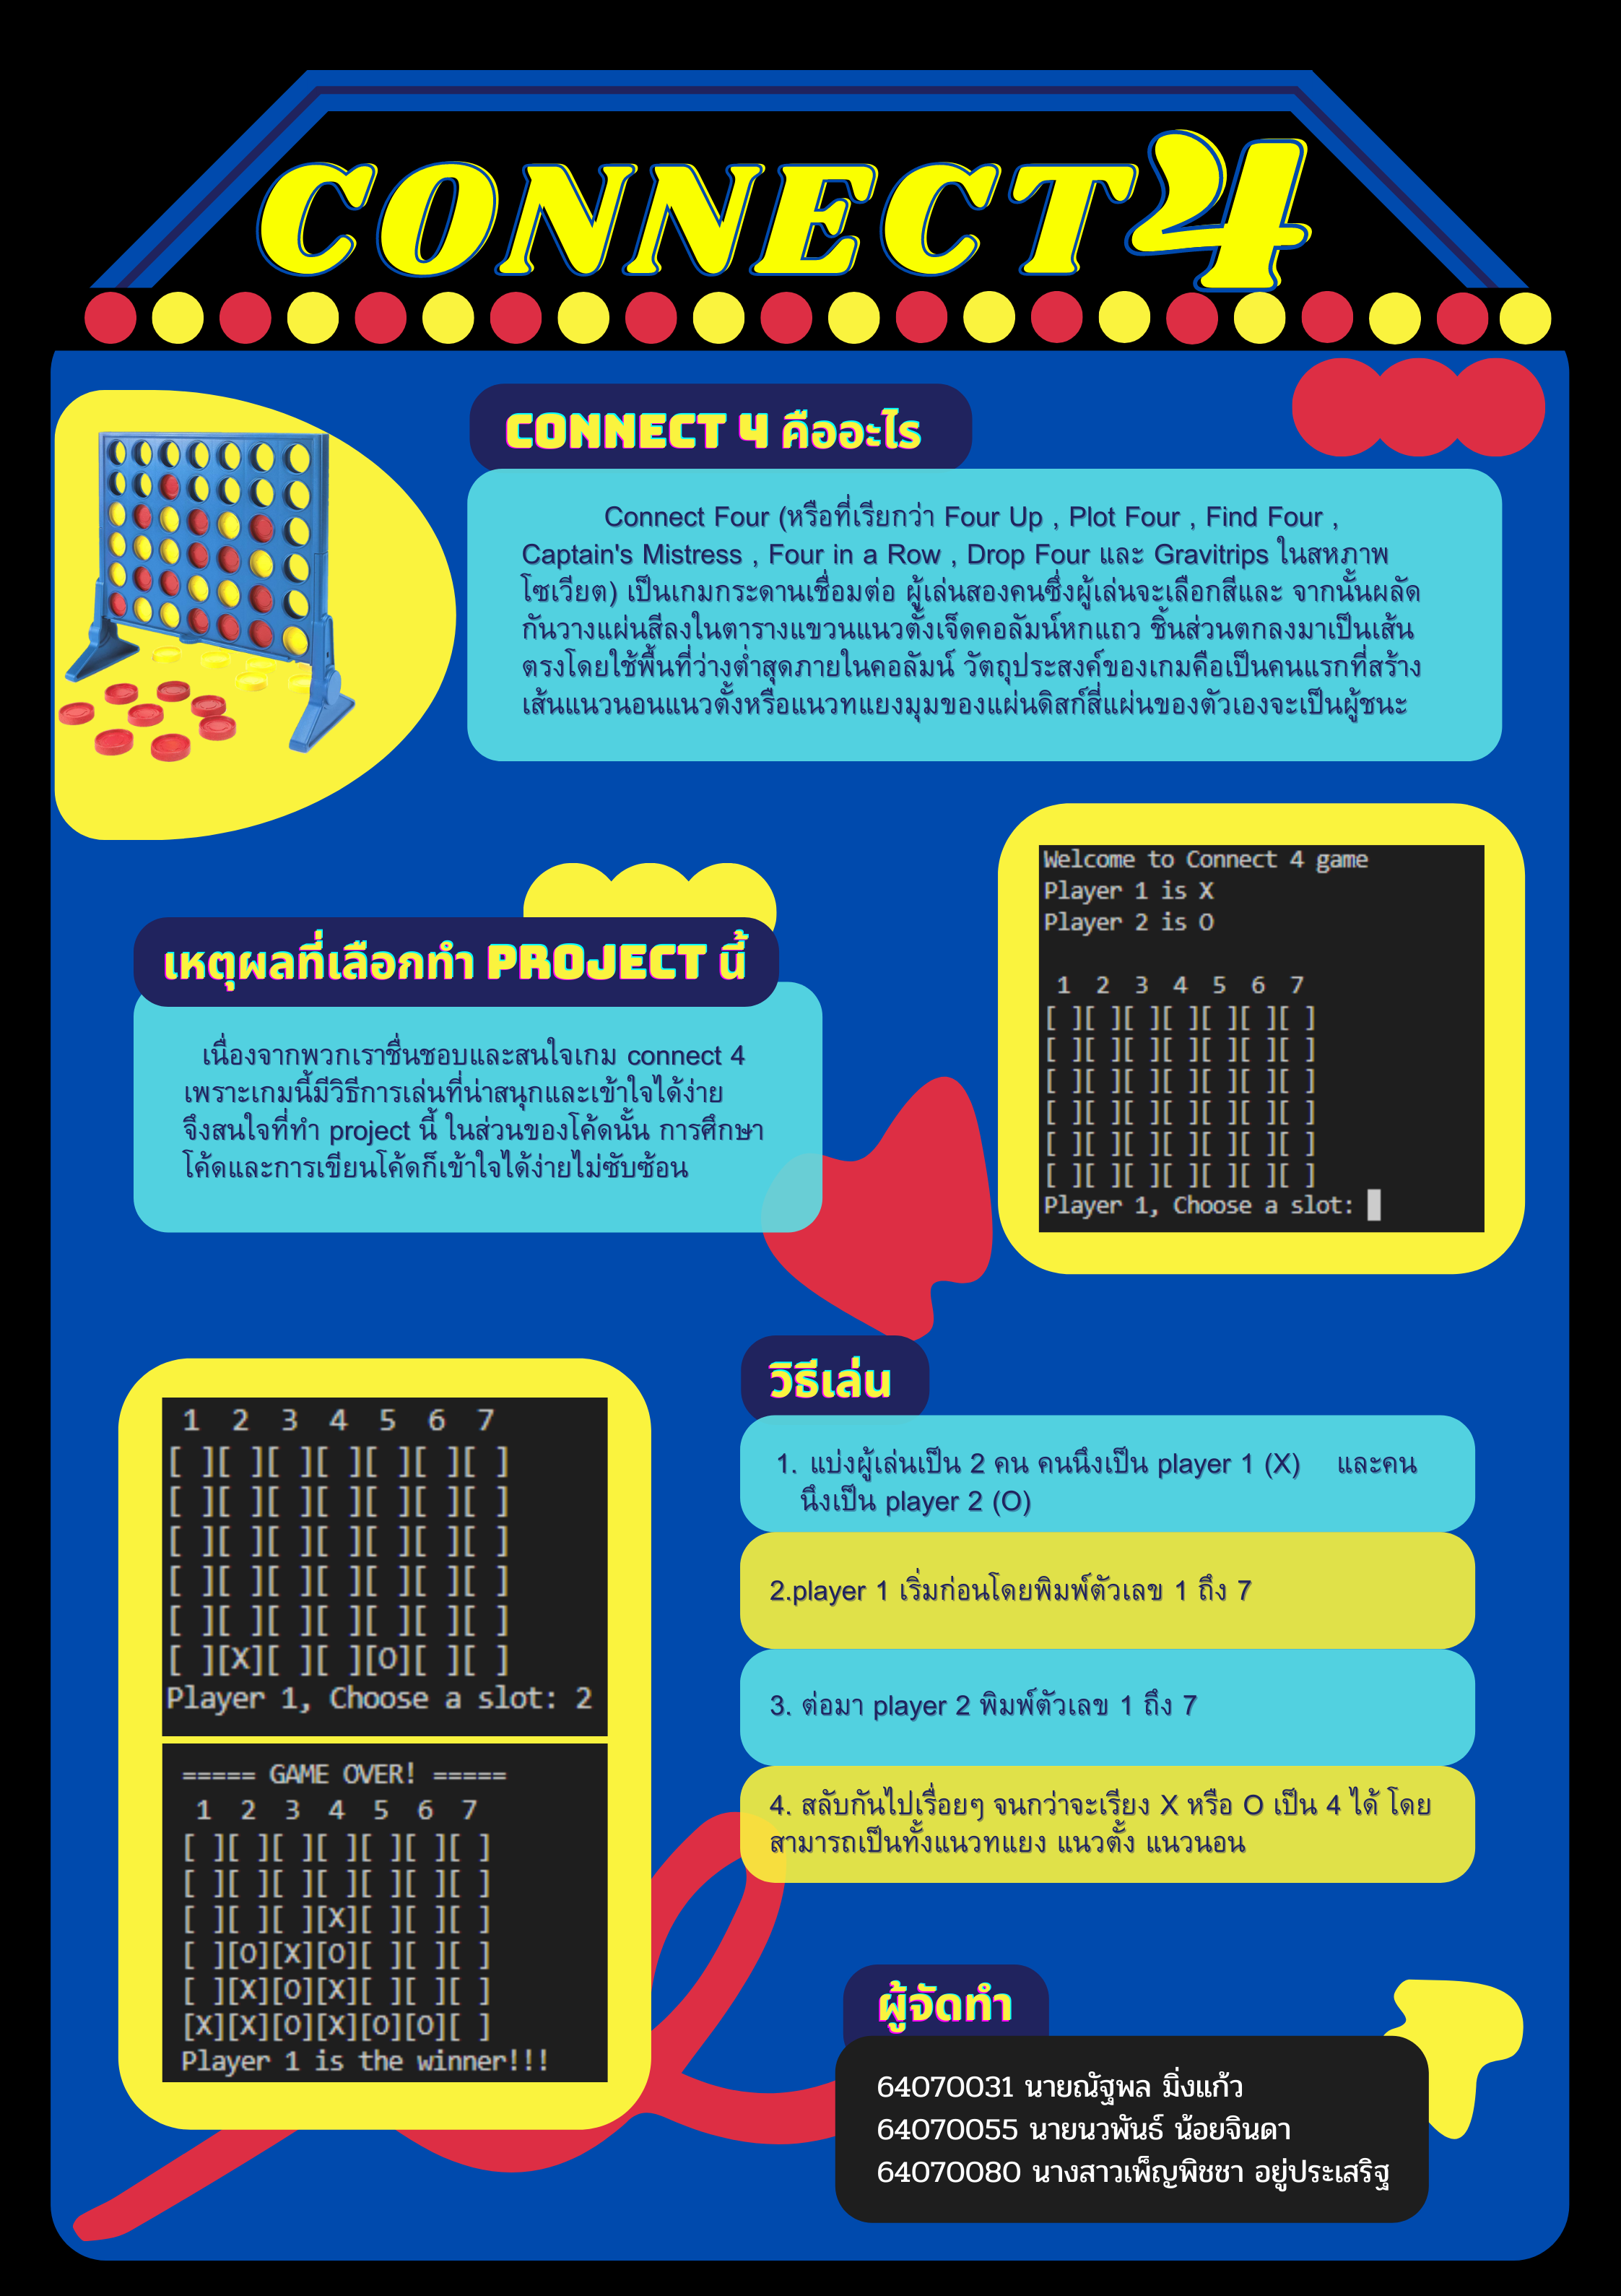 CONNECT 4
CONNECT 4 คืออะไร
Connect Four (หรือที่เรียกว่า Four Up , Plot Four , Find Four ,
Captain's Mistress , Four in a Row , Drop Four และ Gravitrips ในสหภาพ
โซเวียต) เป็นเกมกระดานเชื่อมต่อ ผู้เล่นสองคนซึ่งผู้เล่นจะเลือกสีและ จากนั้นผลัด
กันวางแผ่นสีลงในตารางแขวนแนวตั้งเจ็ดคอลัมน์หกแถว ชิ้นส่วนตกลงมาเป็นเส้น
ตรงโดยใช้พื้นที่ว่างต่ำสุดภายในคอลัมน์ วัตถุประสงค์ของเกมคือเป็นคนแรกที่สร้าง
เส้นแนวนอนแนวตั้งหรือแนวทแยงมุมของแผ่นดิสก์สี่แผ่นของตัวเองจะเป็นผู้ชนะ
เหตุผลที่เลือกทำ PROJECT นี้
เนื่องจากพวกเราชื่นชอบและสนใจเกม connect 4
เพราะเกมนี้มีวิธีการเล่นที่น่าสนุกและเข้าใจได้ง่าย
จึงสนใจที่ทำ project นี้ ในส่วนของโค้ดนั้น การศึกษา
โค้ดและการเขียนโค้ดก็เข้าใจได้ง่ายไม่ซับซ้อน
Welcome to Connect 4 game
Player 1 is X
Player 2 is O
1 2 3 4 5 6 7
[ ][ ][ ][ ][ ][ ][ ]
[ ][ ][ ][ ][ ][ ][ ]
[ ][ ][ ][ ][ ][ ][ ]
[ ][ ][ ][ ][ ][ ][ ]
[ ][ ][ ][ ][ ][ ][ ]
[ ][ ][ ][ ][ ][ ][ ]
Player 1, Choose a slot:
1 2 3 4 5 6 7
[ ][ ][ ][ ][ ][ ][ ]
[ ][ ][ ][ ][ ][ ][ ]
[ ][ ][ ][ ][ ][ ][ ]
[ ][ ][ ][ ][ ][ ][ ]
[ ][ ][ ][ ][ ][ ][ ]
[ ][X][ ][ ][O][ ][ ]
Player 1, Choose a slot: 2
===== GAME OVER! =====
1 2 3 4 5 6 7
[ ][ ][ ][ ][ ][ ][ ]
[ ][ ][ ][ ][ ][ ][ ]
[ ][ ][ ][X][ ][ ][ ]
[ ][O][X][O][ ][ ][ ]
[ ][X][O][X][ ][ ][ ]
[X][X][O][X][O][O][ ]
Player 1 is the winner!!!
วิธีเล่น
1. แบ่งผู้เล่นเป็น 2 คน คนนึงเป็น player 1 (X) และคน
นึงเป็น player 2 (O)
2.player 1 เริ่มก่อนโดยพิมพ์ตัวเลข 1 ถึง 7
3. ต่อมา player 2 พิมพ์ตัวเลข 1 ถึง 7
4. สลับกันไปเรื่อยๆ จนกว่าจะเรียง X หรือ O เป็น 4 ได้ โดย
สามารถเป็นทั้งแนวทแยง แนวตั้ง แนวนอน
ผู้จัดทำ
64070031 นายณัฐพล มิ่งแก้ว
64070055 นายนวพันธ์ น้อยจินดา
64070080 นางสาวเพ็ญพิชชา อยู่ประเสริฐ